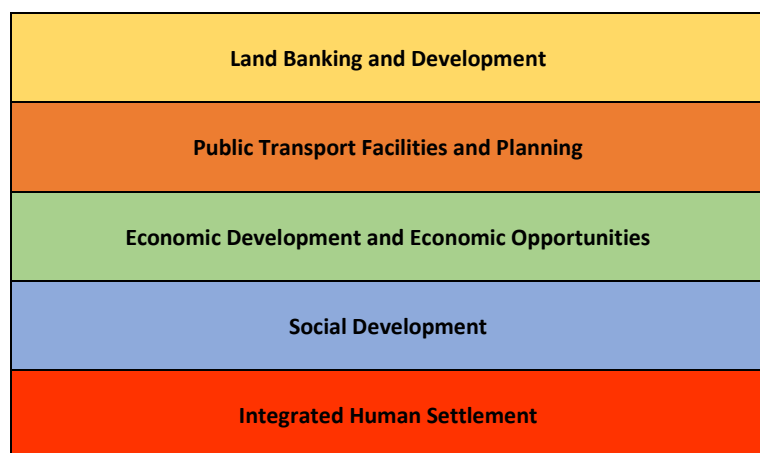 Land Banking and Development
Public Transport Facilities and Planning
Economic Development and Economic Opportunities
Social Development
Integrated Human Settlement